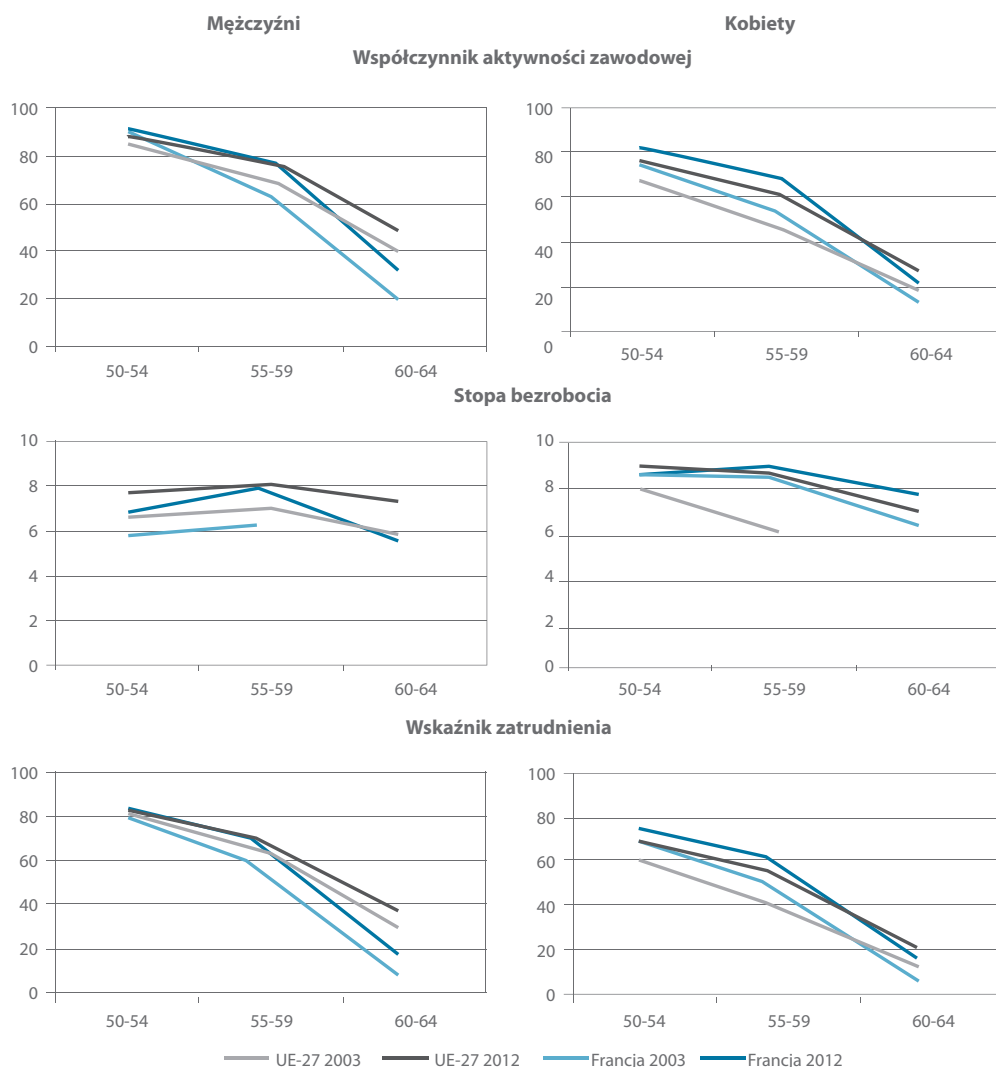 Mężczyźni Kobiety
Współczynnik aktywności zawodowej
100 100
80 80
60 60
40 40
20 20
0 0
50-54 55-59 60-64 50-54 55-59 60-64
Stopa bezrobocia
10 10
8 8
6 6
4 4
2 2
0 0
50-54 55-59 60-64 50-54 55-59 60-64
Wskaźnik zatrudnienia
100 100
80 80
60 60
40 40
20 20
0 0
50-54 55-59 60-64 50-54 55-59 60-64
UE-27 2003 UE-27 2012 Francja 2003 Francja 2012